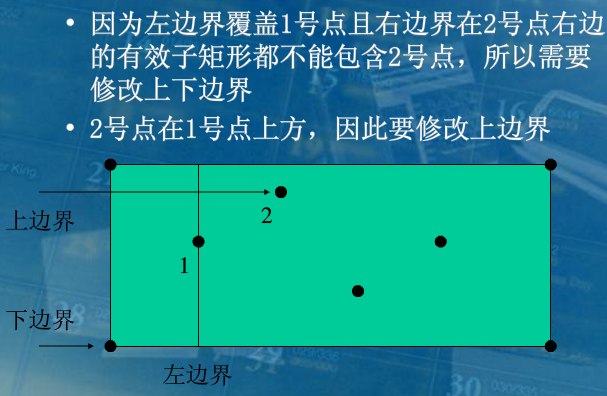 • 因为左边界覆盖1号点且右边界在2号点右边
的有效子矩形都不能包含2号点，所以需要
修改上下边界
• 2号点在1号点上方，因此要修改上边界
上边界
2
1
下边界
左边界